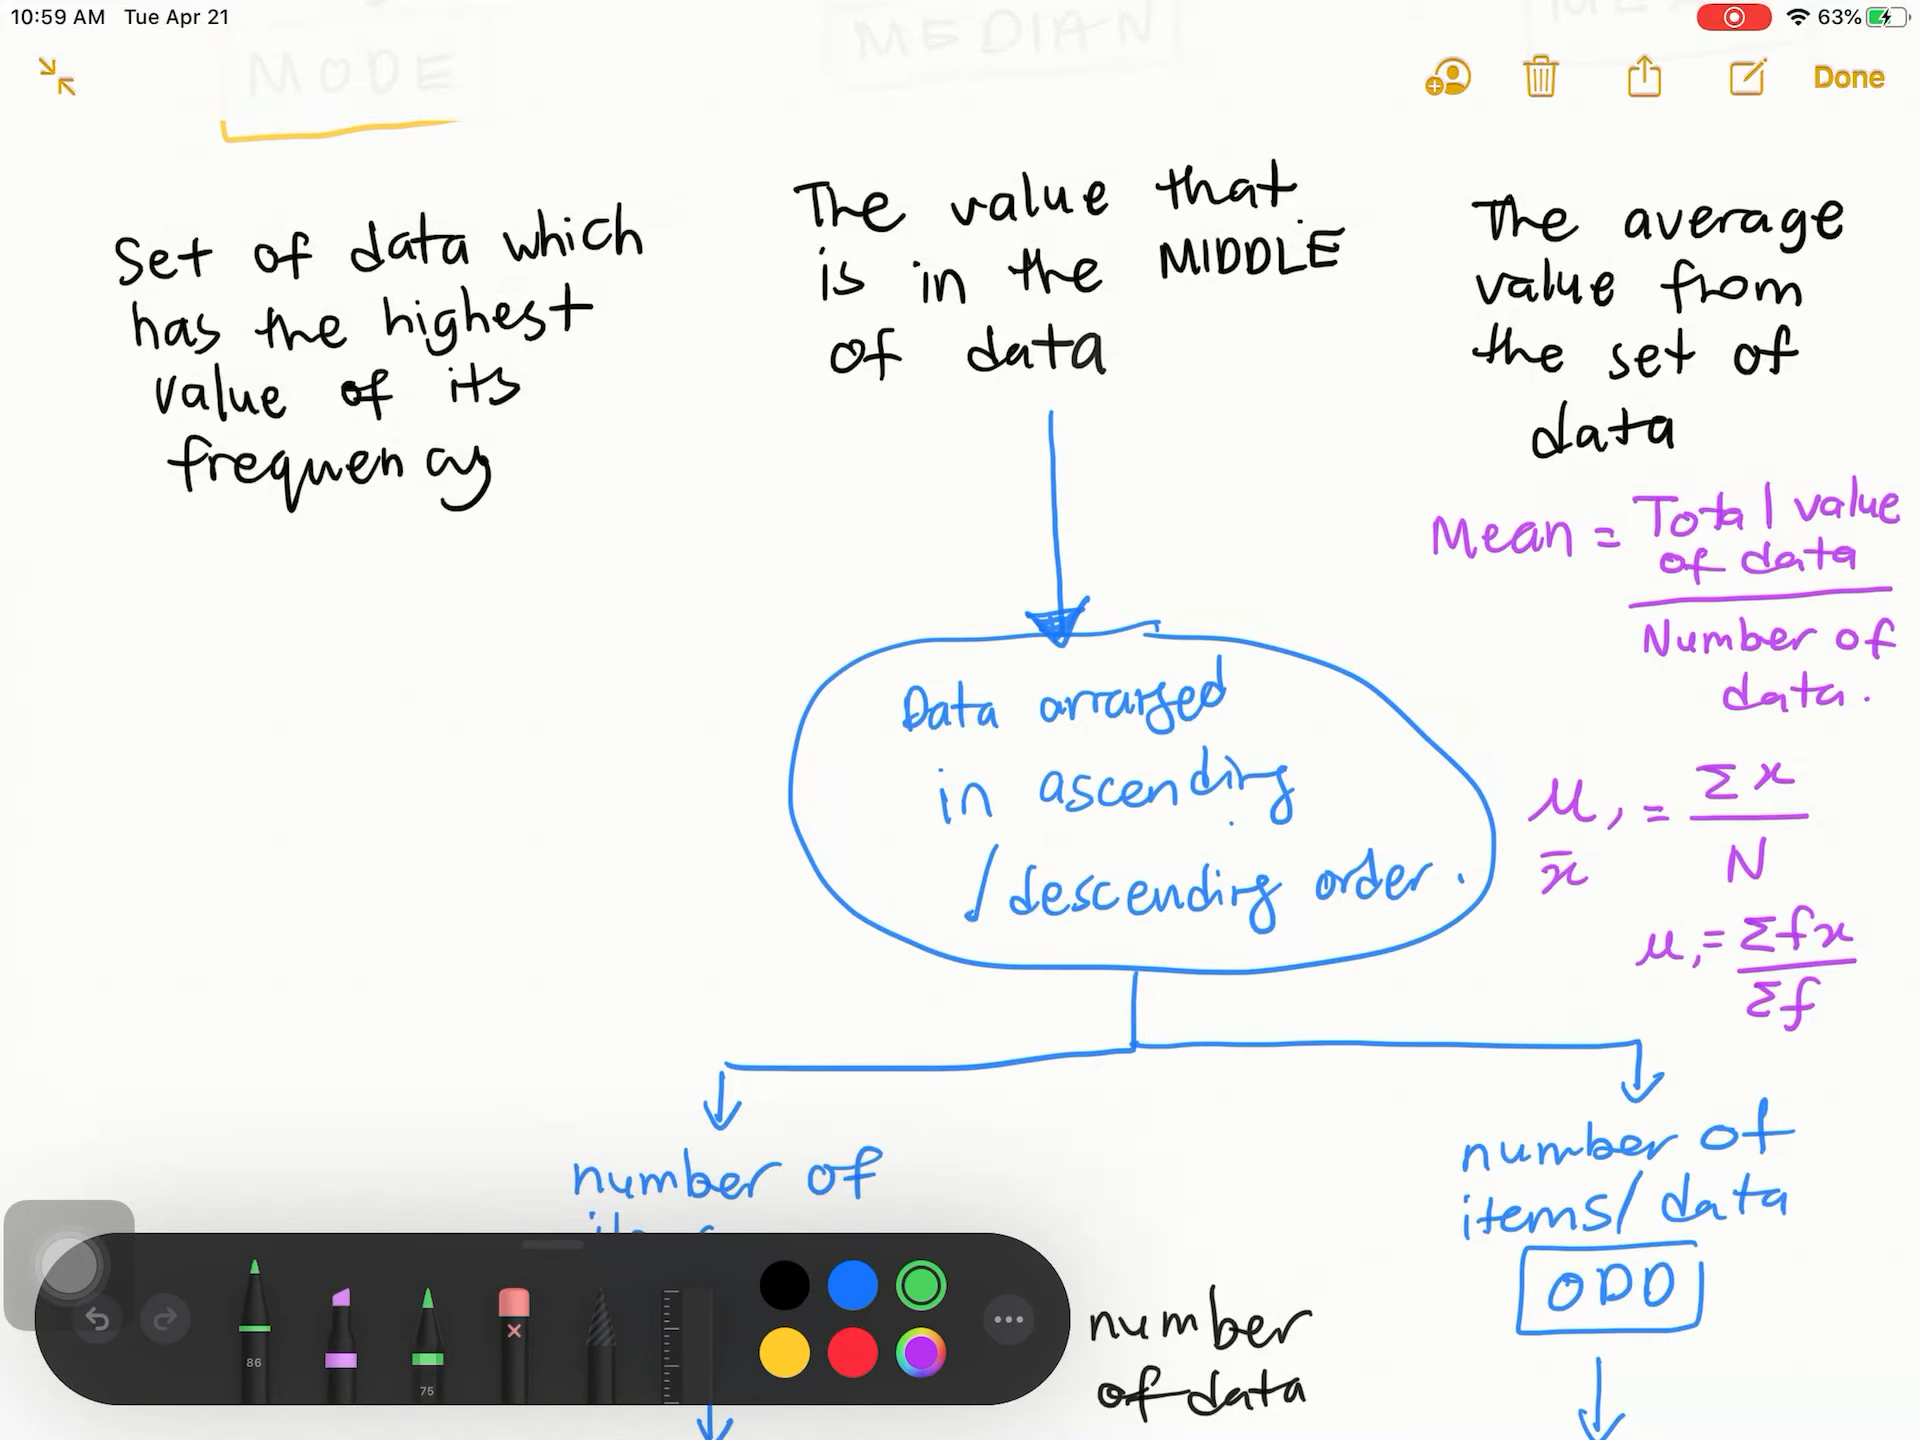 10:59 AM Tue Apr 21
63%
MODE
MEDIAN
Done
Set of data which
has the highest
value of its
frequency
The value that
is in the MIDDLE
of data
The average
value from
the set of
data
Mean = Total value
of data
Number of
data.
Data arranged
in ascending
/descending order.
μ, = Σx
x̄ N
μ, = Σfx
Σf
number of
number of
items/data
ODD
number
of data
86
75